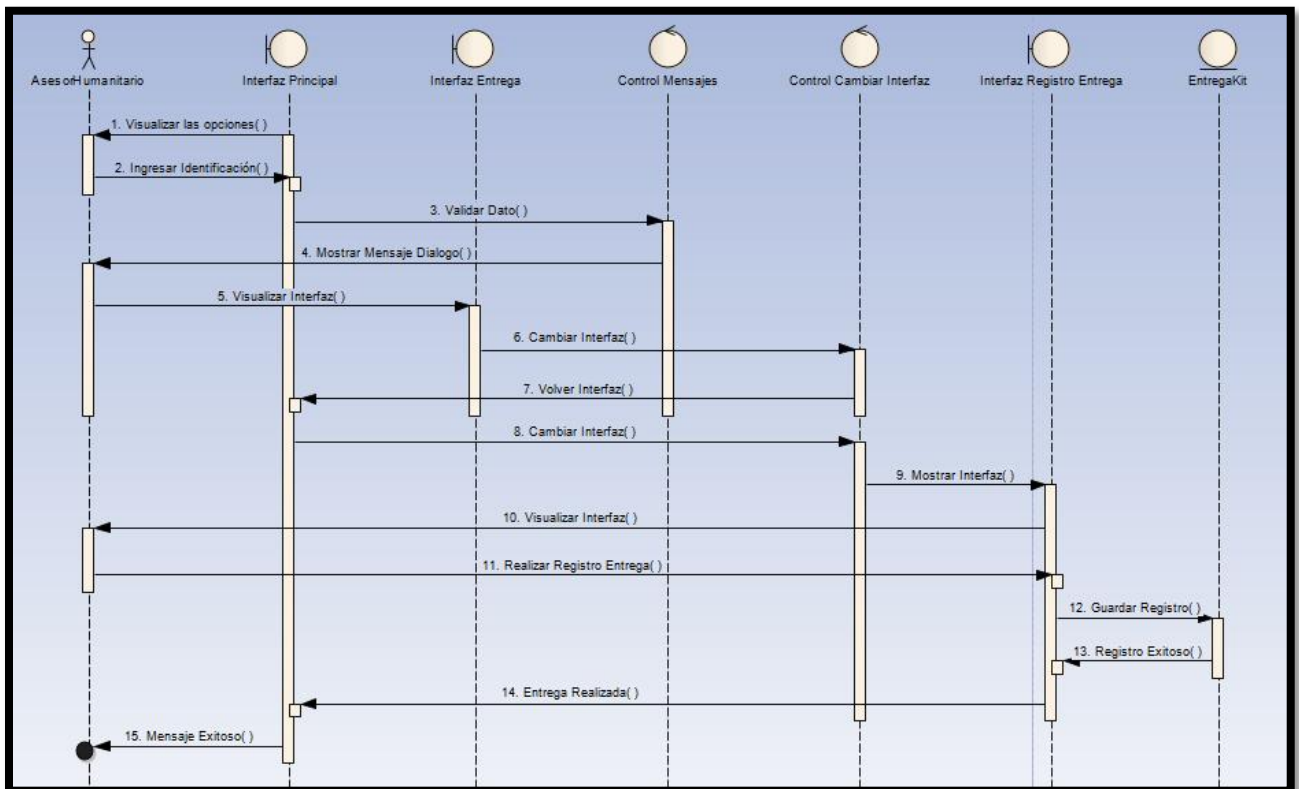 AsesorHumanitario
Interfaz Principal
Interfaz Entrega
Control Mensajes
Control Cambiar Interfaz
Interfaz Registro Entrega
EntregaKit
1. Visualizar las opciones( )
2. Ingresar Identificación( )
3. Validar Dato( )
4. Mostrar Mensaje Dialogo( )
5. Visualizar Interfaz( )
6. Cambiar Interfaz( )
7. Volver Interfaz( )
8. Cambiar Interfaz( )
9. Mostrar Interfaz( )
10. Visualizar Interfaz( )
11. Realizar Registro Entrega( )
12. Guardar Registro( )
13. Registro Exitoso( )
14. Entrega Realizada( )
15. Mensaje Exitoso( )